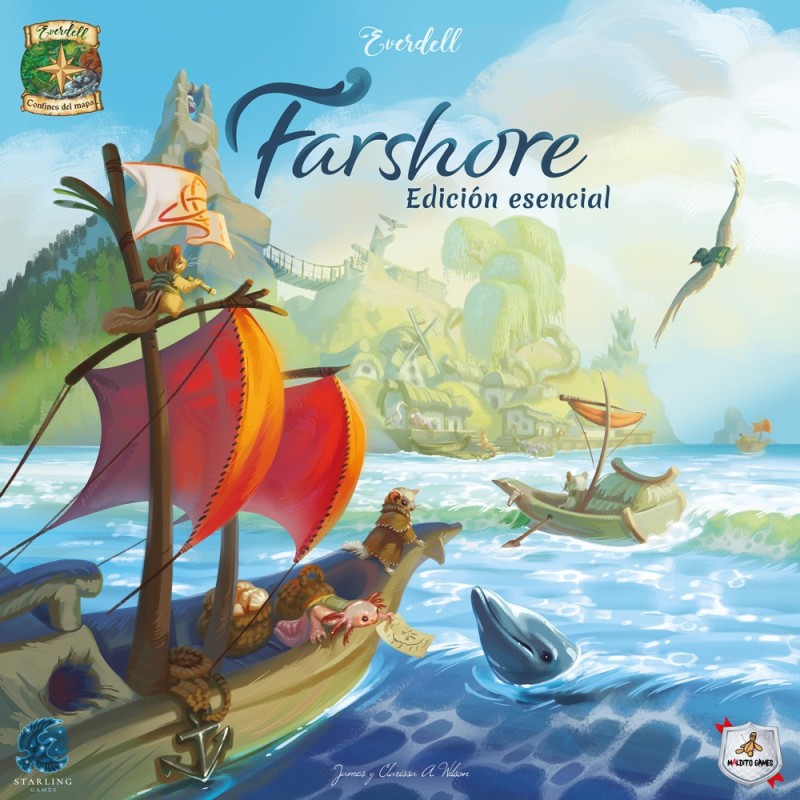 Everdell
Confines del mapa
Everdell
Farshore
Edición esencial
STARLING
GAMES
James y Clarissa A. Wilson
MALDITO GAMES